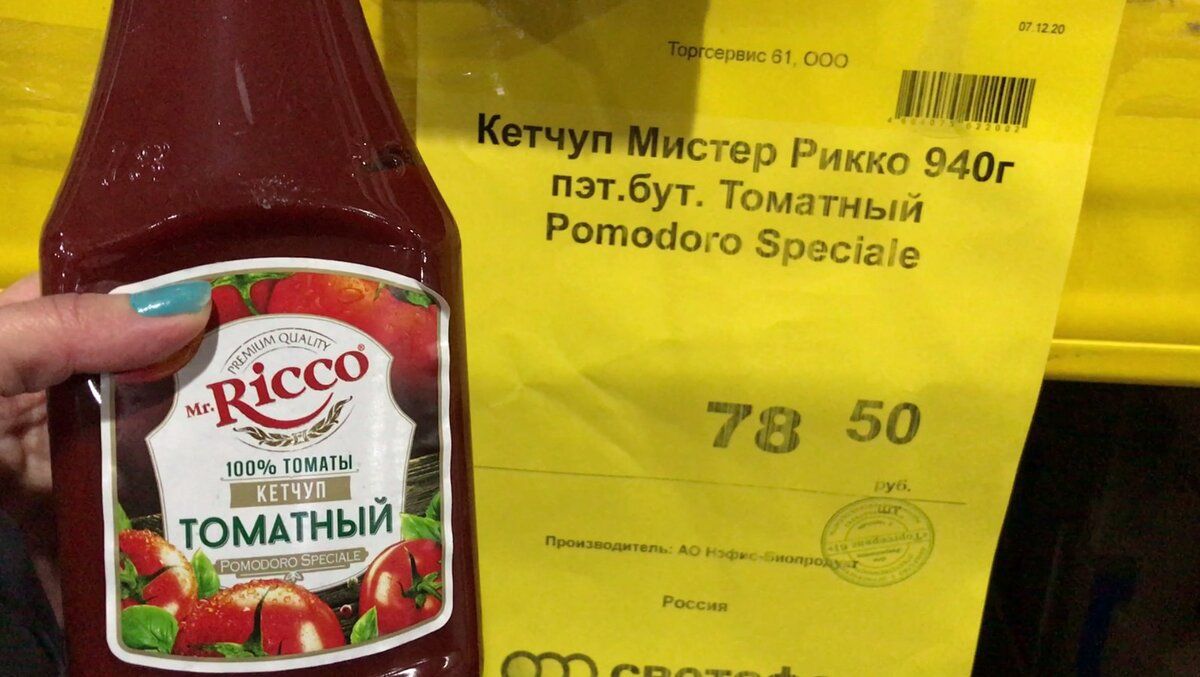 PREMIUM QUALITY
Mr. Ricco®
100% ТОМАТЫ
КЕТЧУП
ТОМАТНЫЙ
POMODORO SPECIALE
07.12.20
Торгсервис 61, ООО
Кетчуп Мистер Рикко 940г
пэт.бут. Томатный
Pomodoro Speciale
78 50
руб.
шт
Производитель: АО Нэфис-Биопродукт
Россия